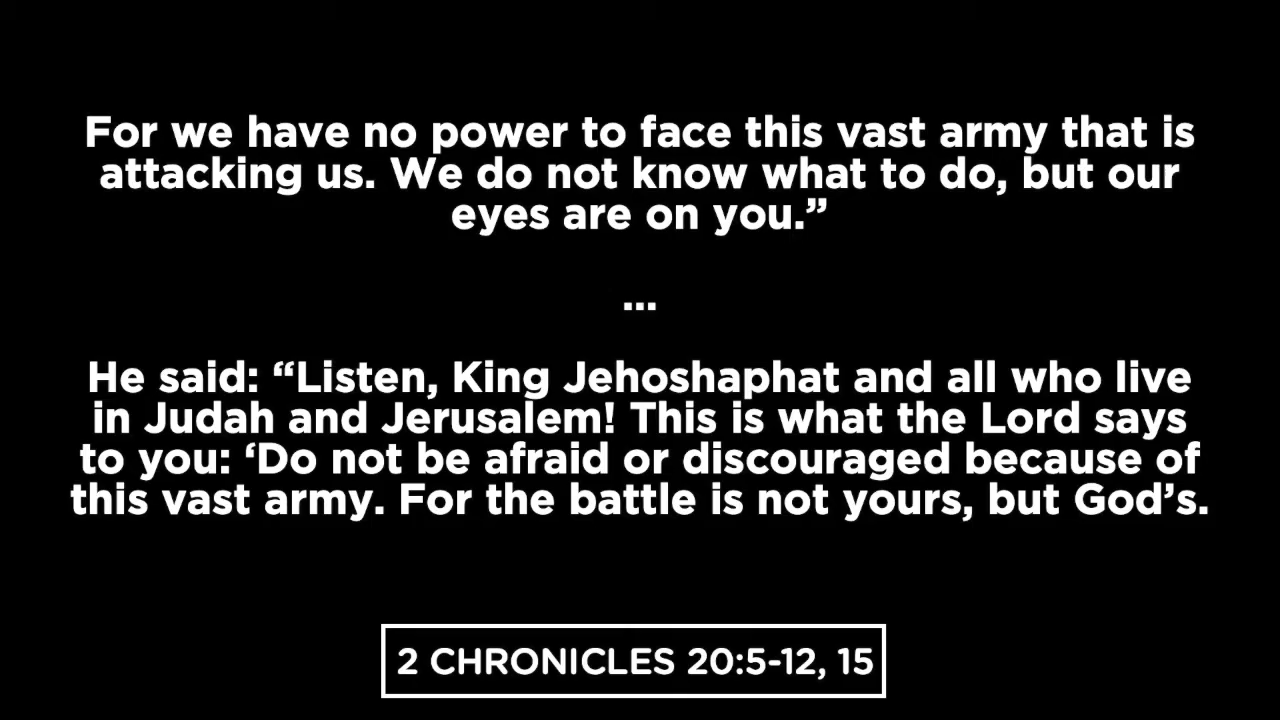 For we have no power to face this vast army that is
attacking us. We do not know what to do, but our
eyes are on you.”
...
He said: “Listen, King Jehoshaphat and all who live
in Judah and Jerusalem! This is what the Lord says
to you: ‘Do not be afraid or discouraged because of
this vast army. For the battle is not yours, but God’s.
2 CHRONICLES 20:5-12, 15